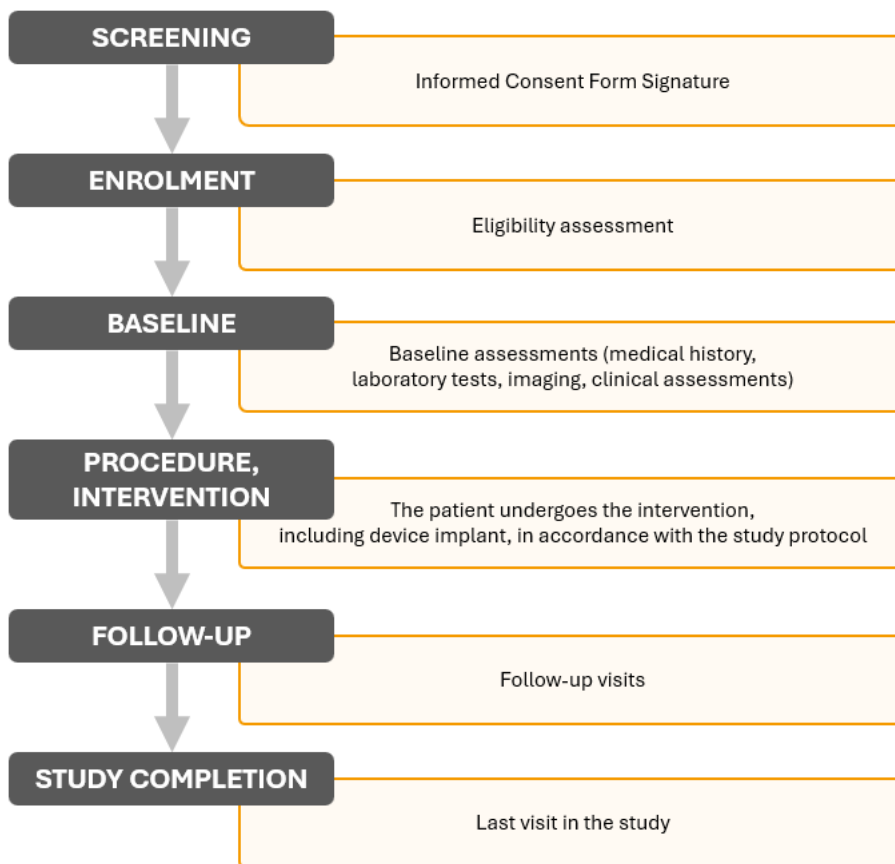 SCREENING
Informed Consent Form Signature
ENROLMENT
Eligibility assessment
BASELINE
Baseline assessments (medical history,
laboratory tests, imaging, clinical assessments)
PROCEDURE,
INTERVENTION
The patient undergoes the intervention,
including device implant, in accordance with the study protocol
FOLLOW-UP
Follow-up visits
STUDY COMPLETION
Last visit in the study